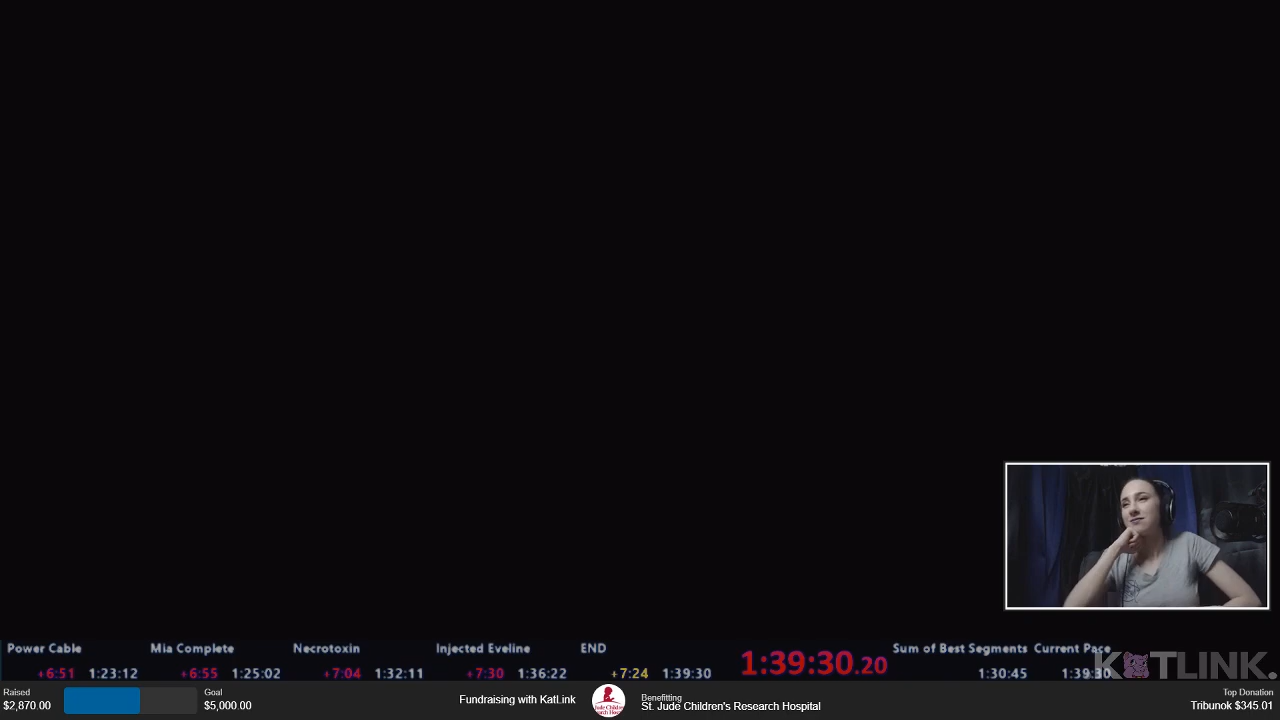 Power Cable
+6:51 1:23:12
Mia Complete
+6:55 1:25:02
Necrotoxin
+7:04 1:32:11
Injected Eveline
+7:30 1:36:22
END
+7:24 1:39:30
1:39:30.20
Sum of Best Segments
1:30:45
Current Pace
1:39:30
KATLINK.
Raised
$2,870.00
Goal
$5,000.00
Fundraising with KatLink
Benefitting
St. Jude Children's Research Hospital
Top Donation
Tribunok $345.01